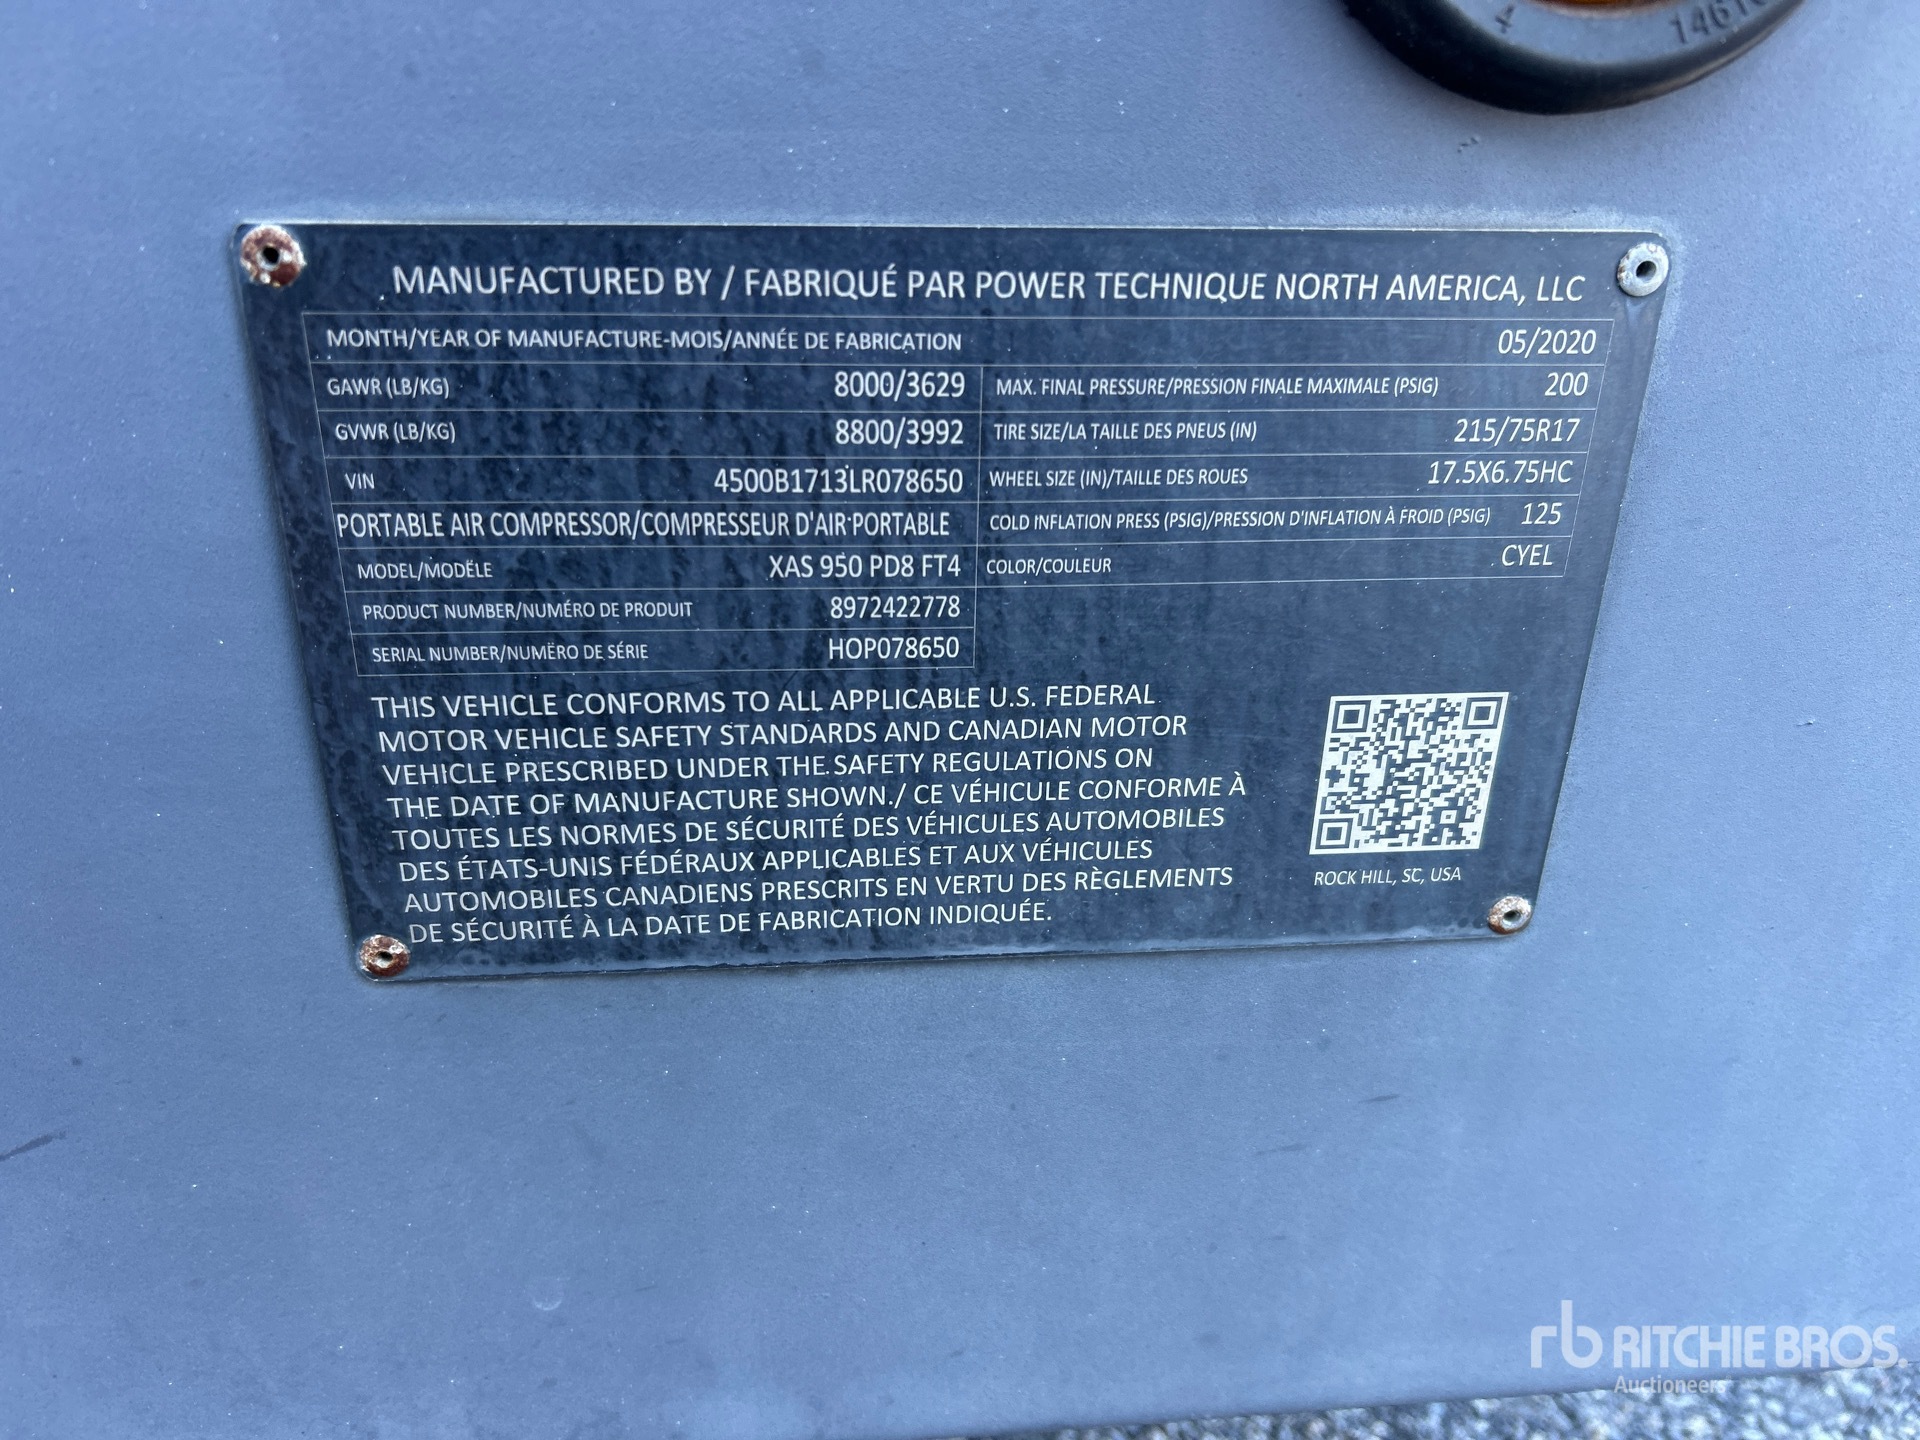 4 1461
MANUFACTURED BY / FABRIQUÉ PAR POWER TECHNIQUE NORTH AMERICA, LLC
MONTH/YEAR OF MANUFACTURE-MOIS/ANNÉE DE FABRICATION 05/2020
GAWR (LB/KG) 8000/3629 MAX. FINAL PRESSURE/PRESSION FINALE MAXIMALE (PSIG) 200
GVWR (LB/KG) 8800/3992 TIRE SIZE/LA TAILLE DES PNEUS (IN) 215/75R17
VIN 4500B1713LR078650 WHEEL SIZE (IN)/TAILLE DES ROUES 17.5X6.75HC
PORTABLE AIR COMPRESSOR/COMPRESSEUR D'AIR PORTABLE COLD INFLATION PRESS (PSIG)/PRESSION D'INFLATION À FROID (PSIG) 125
MODEL/MODËLE XAS 950 PD8 FT4 COLOR/COULEUR CYEL
PRODUCT NUMBER/NUMÉRO DE PRODUIT 8972422778
SERIAL NUMBER/NUMËRO DE SÉRIE HOP078650
THIS VEHICLE CONFORMS TO ALL APPLICABLE U.S. FEDERAL
MOTOR VEHICLE SAFETY STANDARDS AND CANADIAN MOTOR
VEHICLE PRESCRIBED UNDER THE SAFETY REGULATIONS ON
THE DATE OF MANUFACTURE SHOWN./ CE VÉHICULE CONFORME À
TOUTES LES NORMES DE SÉCURITÉ DES VÉHICULES AUTOMOBILES
DES ÉTATS-UNIS FÉDÉRAUX APPLICABLES ET AUX VÉHICULES
AUTOMOBILES CANADIENS PRESCRITS EN VERTU DES RÈGLEMENTS
DE SÉCURITÉ À LA DATE DE FABRICATION INDIQUÉE.
ROCK HILL, SC, USA
rb RITCHIE BROS.
Auctioneers